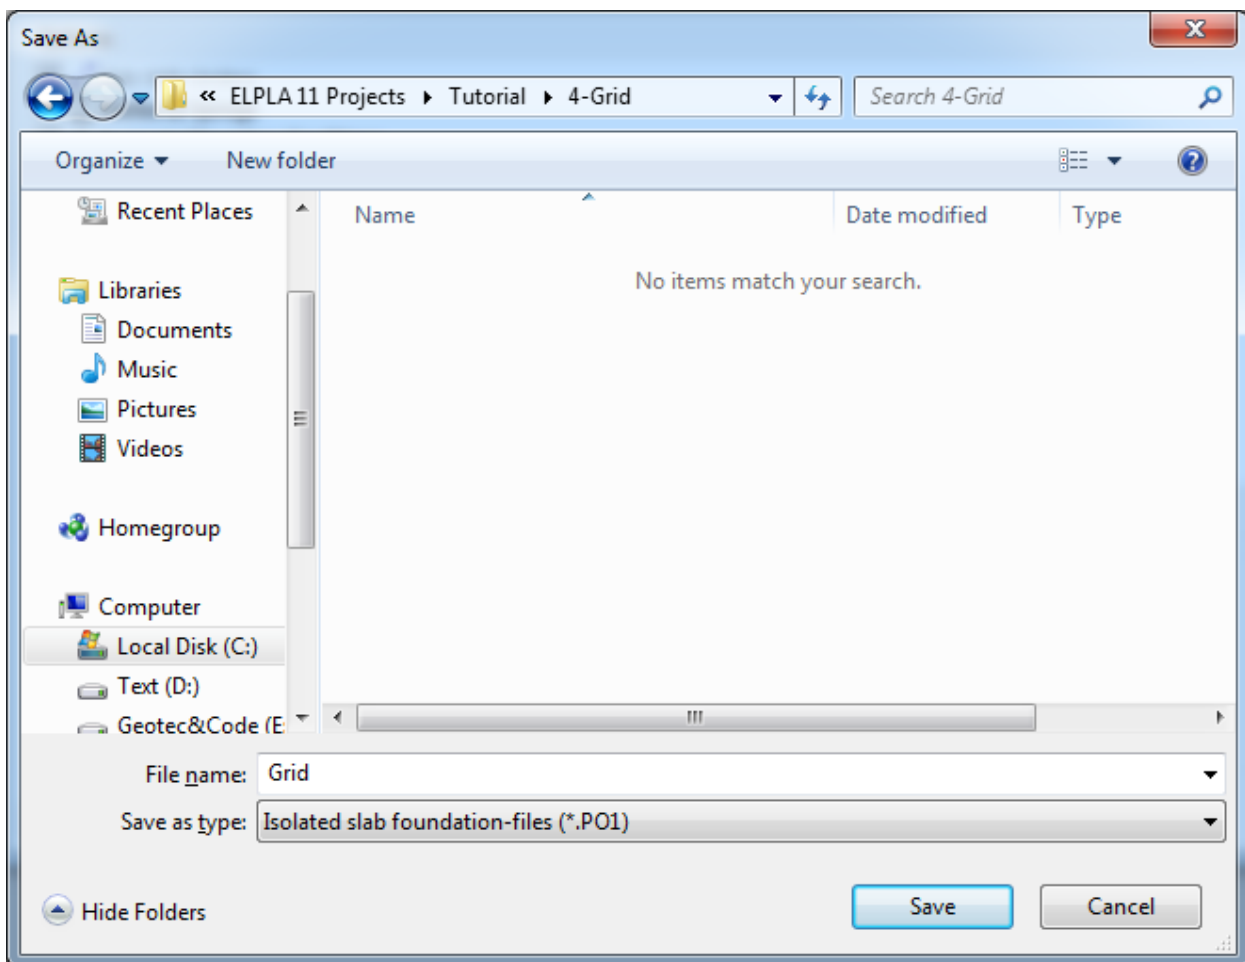 Save As
x
« ELPLA 11 Projects ▸ Tutorial ▸ 4-Grid
Search 4-Grid
Organize ▾ New folder
?
Recent Places
Name
Date modified
Type
No items match your search.
Libraries
Documents
Music
Pictures
Videos
Homegroup
Computer
Local Disk (C:)
Text (D:)
Geotec&Code (E:
File name: Grid
Save as type: Isolated slab foundation-files (*.PO1)
Hide Folders
Save
Cancel